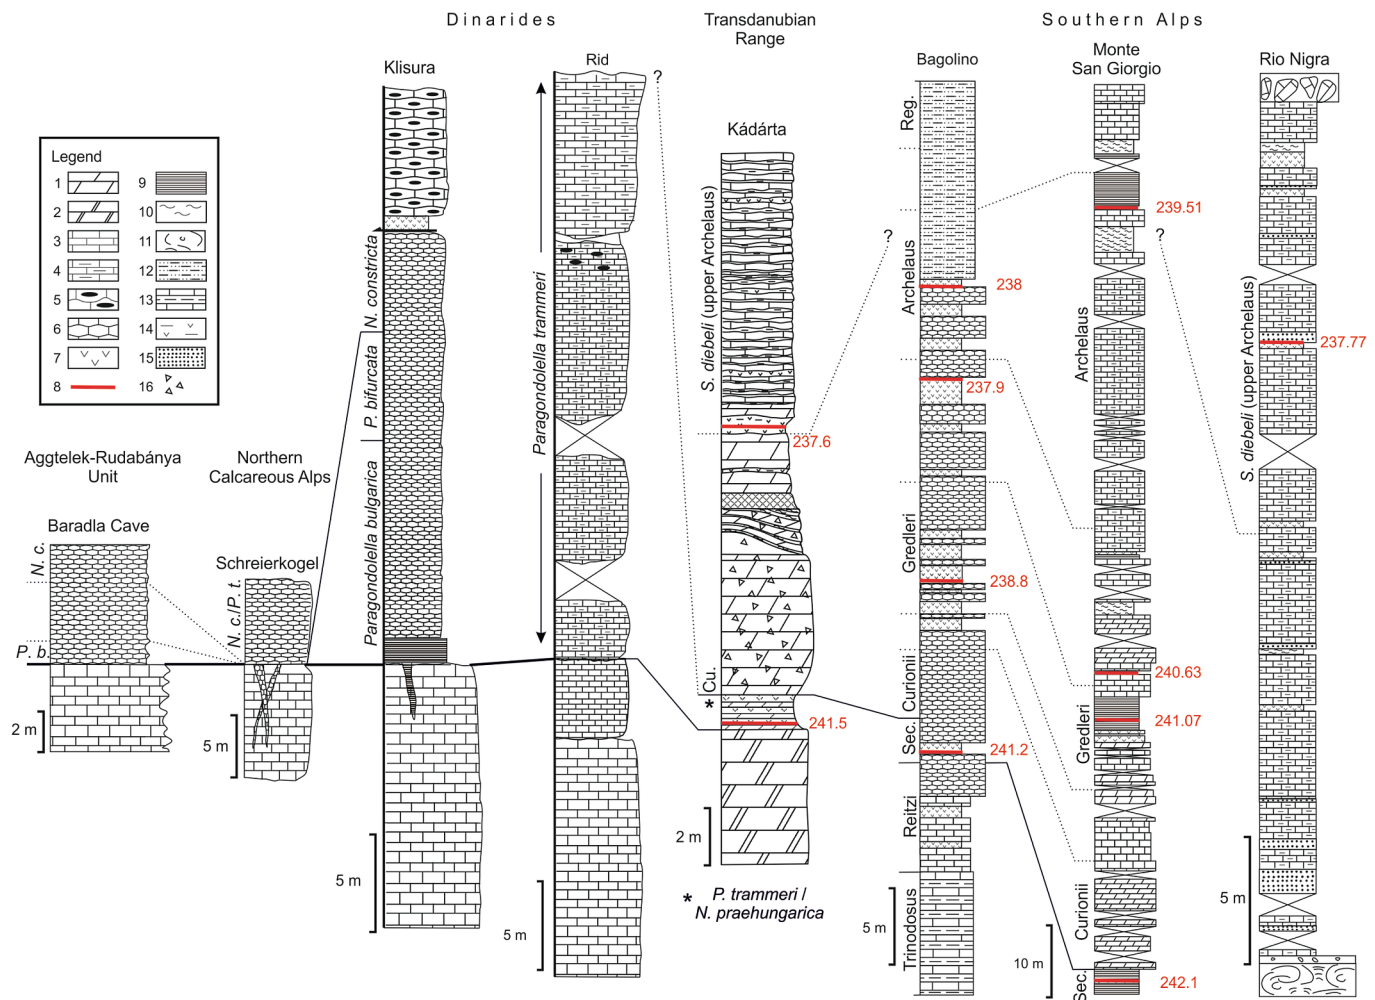 Dinarides
Transdanubian
Range
Southern Alps
Klisura
Rid
?
Kádárta
Bagolino
Monte
San Giorgio
Rio Nigra
Legend
1
2
3
4
5
6
7
8
9
10
11
c
12
13
14
15
16
Aggtelek-Rudabánya
Unit
Northern
Calcareous Alps
Baradla Cave
Schreierkogel
N. c.
P. b.
2 m
N. c./P. t.
5 m
N. constricta
P. bifurcata
Paragondolella bulgarica
5 m
Paragondolella trammeri
5 m
S. diebeli (upper Archelaus)
237.6
Cu.
*
241.5
2 m
* P. trammeri /
N. praehungarica
?
Reg.
Archelaus
Gredleri
Curionii
Sec.
Reitzi
Trinodosus
238
237.9
238.8
241.2
5 m
Archelaus
Gredleri
Curionii
Sec.
239.51
240.63
241.07
242.1
10 m
?
S. diebeli (upper Archelaus)
237.77
5 m